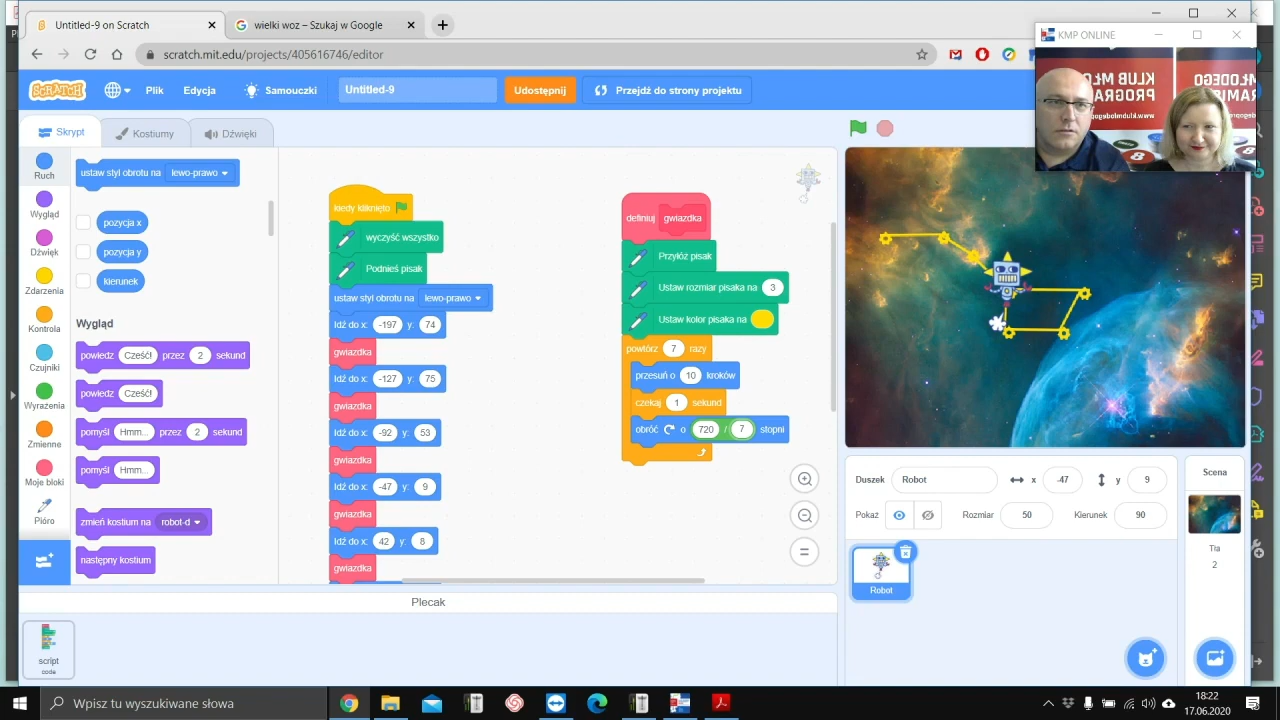 Untitled-9 on Scratch
wielki woz – Szukaj w Google
scratch.mit.edu/projects/405616746/editor
KMP ONLINE
SCRATCH
Plik
Edycja
Samouczki
Untitled-9
Udostępnij
Przejdź do strony projektu
Skrypt
Kostiumy
Dźwięki
Ruch
Wygląd
Dźwięk
Zdarzenia
Kontrola
Czujniki
Wyrażenia
Zmienne
Moje bloki
Pióro
ustaw styl obrotu na lewo-prawo
pozycja x
pozycja y
kierunek
Wygląd
powiedz Cześć! przez 2 sekund
powiedz Cześć!
pomyśl Hmm... przez 2 sekund
pomyśl Hmm...
zmień kostium na robot-d
następny kostium
kiedy kliknięto
wyczyść wszystko
Podnieś pisak
ustaw styl obrotu na lewo-prawo
Idź do x: -197 y: 74
gwiazdka
Idź do x: -127 y: 75
gwiazdka
Idź do x: -92 y: 53
gwiazdka
Idź do x: -47 y: 9
gwiazdka
Idź do x: 42 y: 8
gwiazdka
definiuj gwiazdka
Przyłóż pisak
Ustaw rozmiar pisaka na 3
Ustaw kolor pisaka na
powtórz 7 razy
przesuń o 10 kroków
czekaj 1 sekund
obróć o 720 / 7 stopni
Duszek Robot x -47 y 9
Pokaż Rozmiar 50 Kierunek 90
Robot
Scena
Tła
2
Plecak
script
code
Wpisz tu wyszukiwane słowa
18:22
17.06.2020